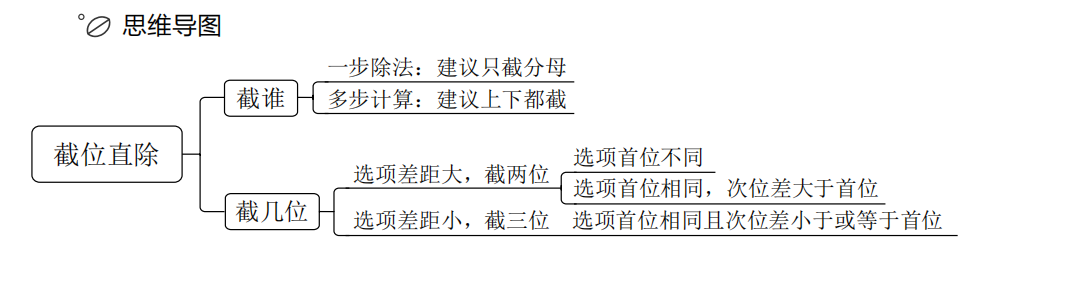 思维导图
截位直除
截谁
一步除法：建议只截分母
多步计算：建议上下都截
截几位
选项差距大，截两位
选项首位不同
选项首位相同，次位差大于首位
选项差距小，截三位 选项首位相同且次位差小于或等于首位